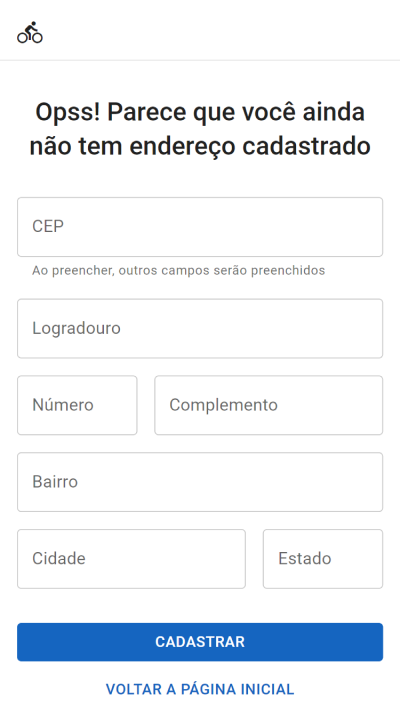 Opss! Parece que você ainda
não tem endereço cadastrado
CEP
Ao preencher, outros campos serão preenchidos
Logradouro
Número
Complemento
Bairro
Cidade
Estado
CADASTRAR
VOLTAR A PÁGINA INICIAL